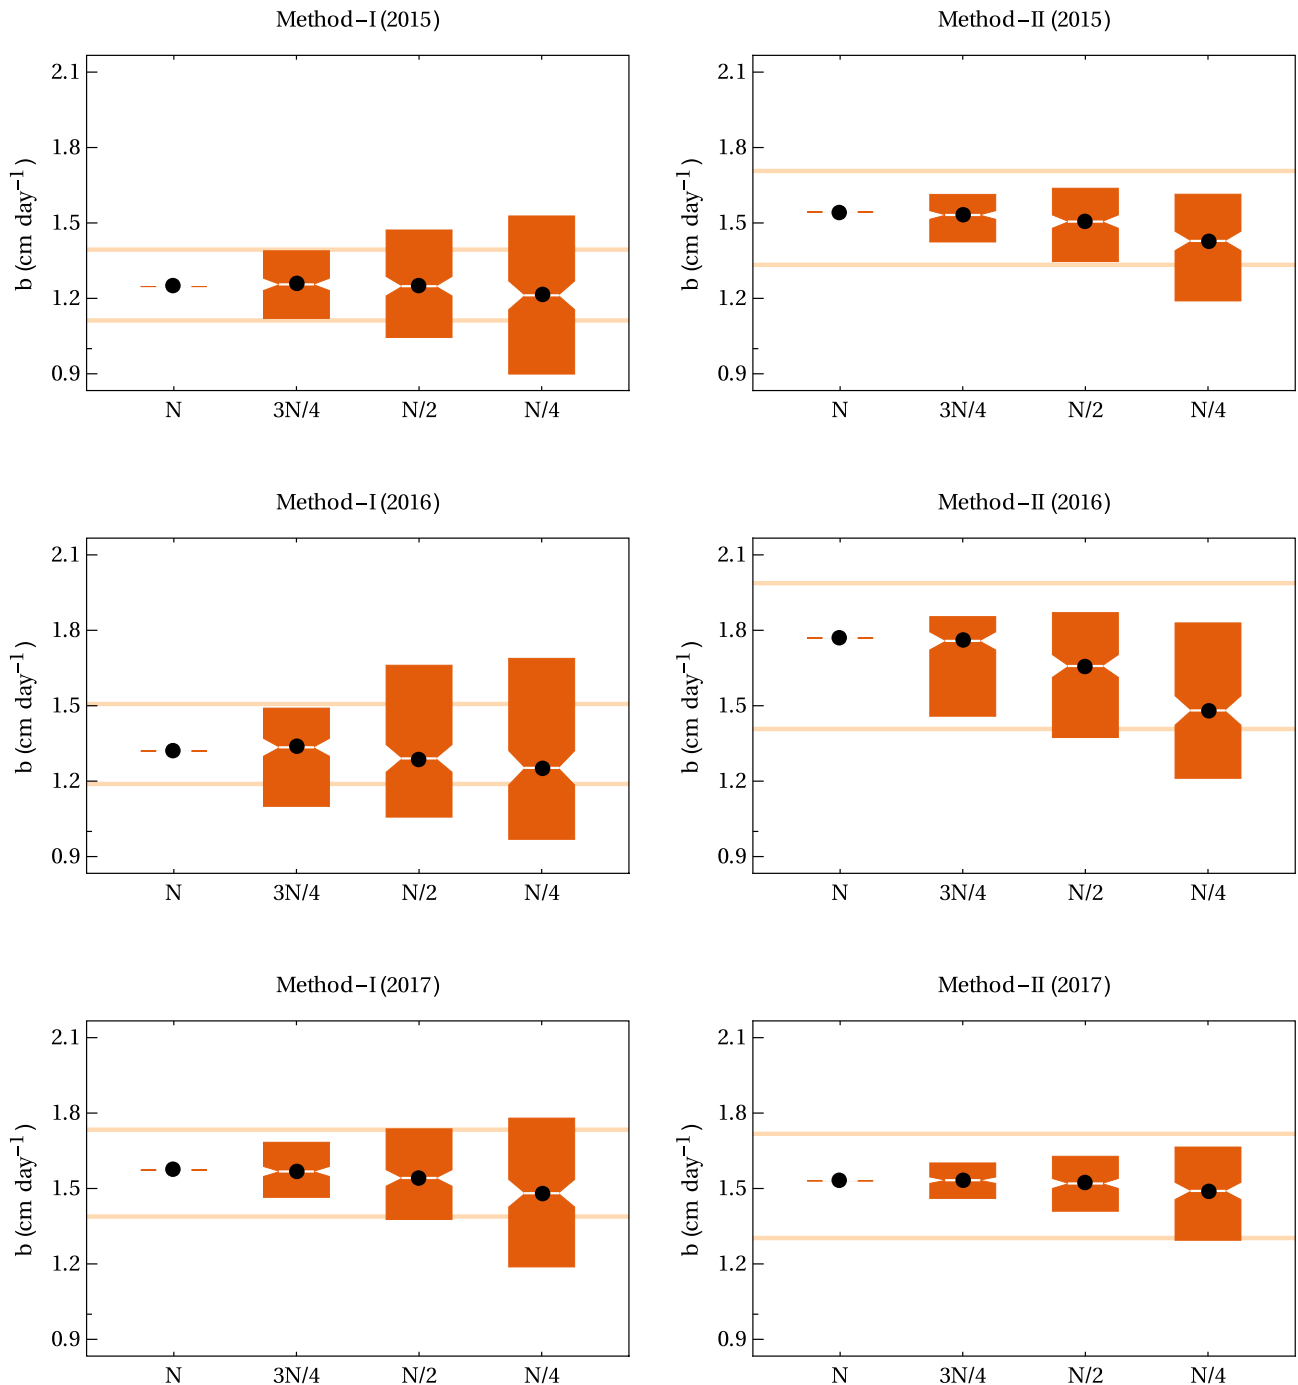 Method-I (2015)
2.1
1.8
1.5
1.2
0.9
b (cm day⁻¹)
N 3N/4 N/2 N/4
Method-II (2015)
2.1
1.8
1.5
1.2
0.9
b (cm day⁻¹)
N 3N/4 N/2 N/4
Method-I (2016)
2.1
1.8
1.5
1.2
0.9
b (cm day⁻¹)
N 3N/4 N/2 N/4
Method-II (2016)
2.1
1.8
1.5
1.2
0.9
b (cm day⁻¹)
N 3N/4 N/2 N/4
Method-I (2017)
2.1
1.8
1.5
1.2
0.9
b (cm day⁻¹)
N 3N/4 N/2 N/4
Method-II (2017)
2.1
1.8
1.5
1.2
0.9
b (cm day⁻¹)
N 3N/4 N/2 N/4